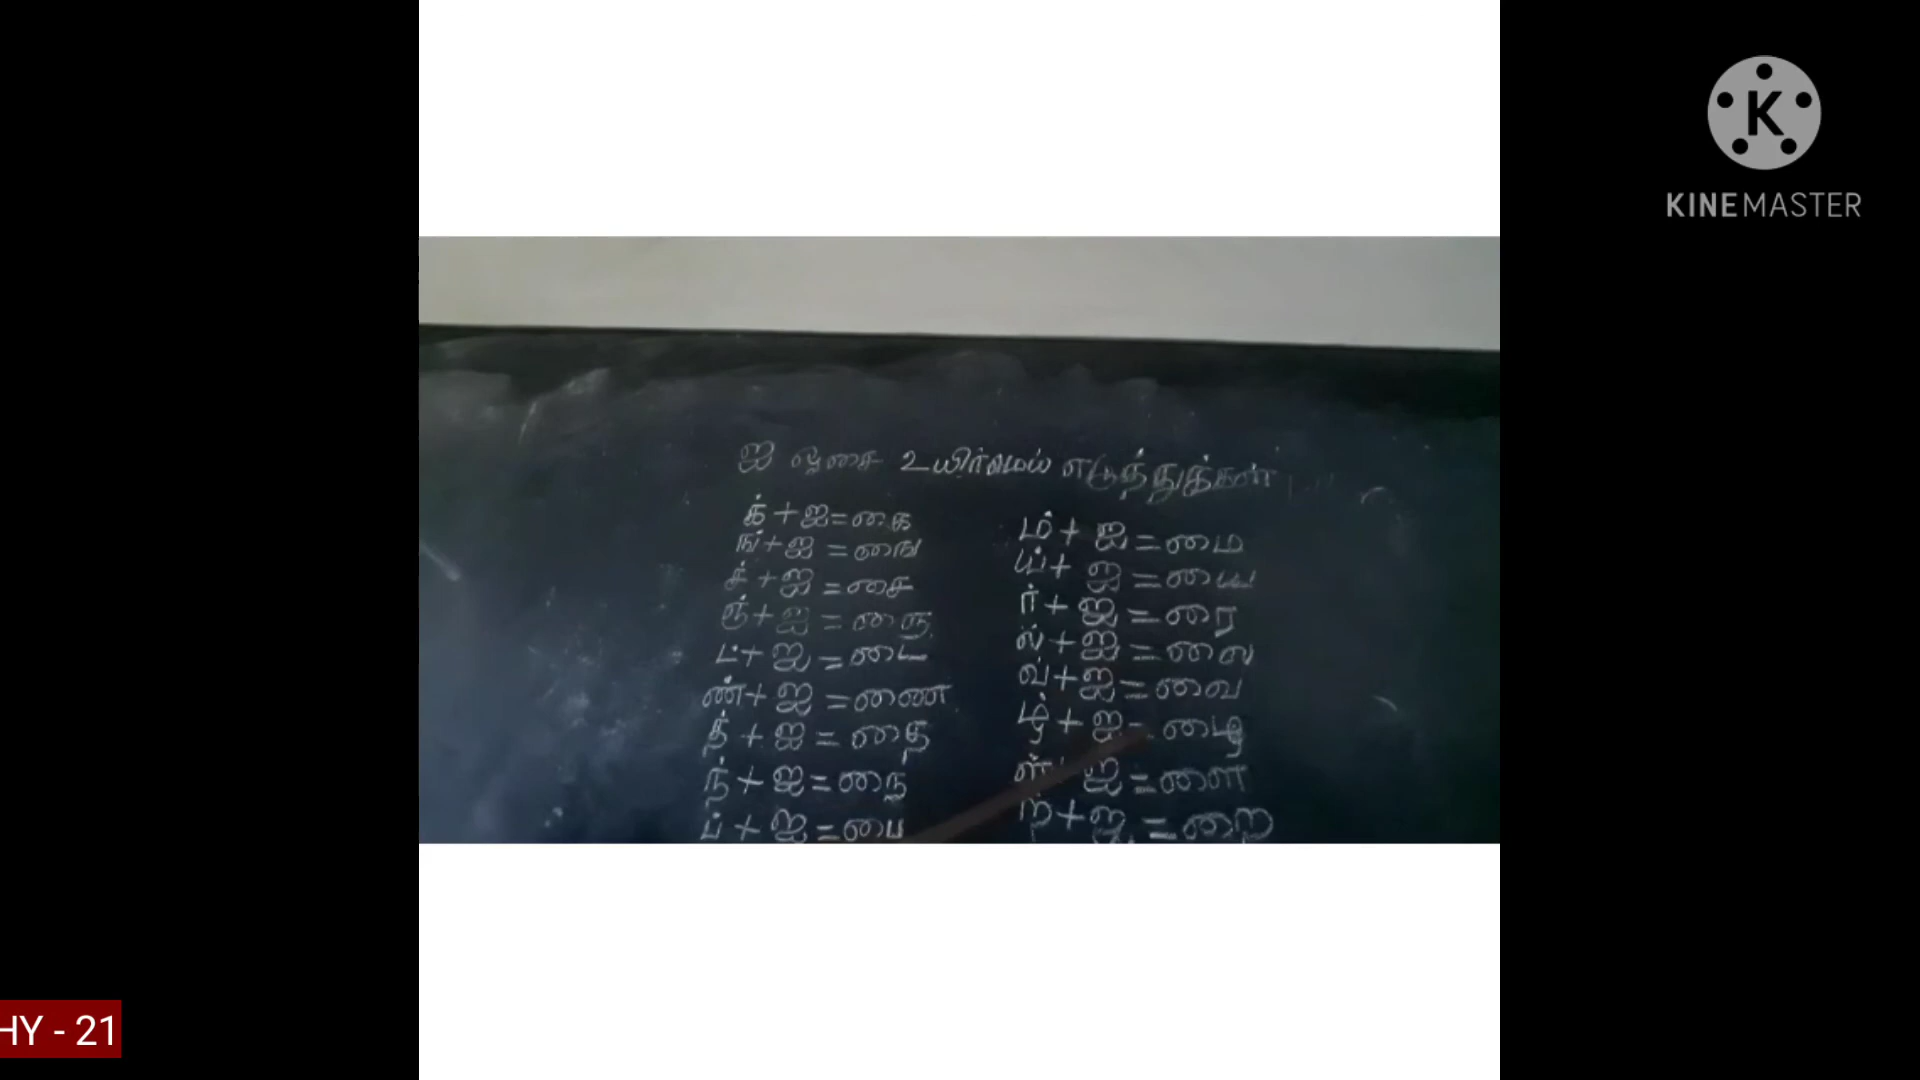 KINEMASTER
ஐ ஓசை உயிர்மெய் எழுத்துக்கள்
க் + ஐ = கை
ங் + ஐ = ஙை
ச் + ஐ = சை
ஞ் + ஐ = ஞை
ட் + ஐ = டை
ண் + ஐ = ணை
த் + ஐ = தை
ந் + ஐ = நை
ப் + ஐ = பை
ம் + ஐ = மை
ய் + ஐ = யை
ர் + ஐ = ரை
ல் + ஐ = லை
வ் + ஐ = வை
ழ் + ஐ = ழை
ள் ஐ = ளை
ற் + ஐ = றை
HY - 21